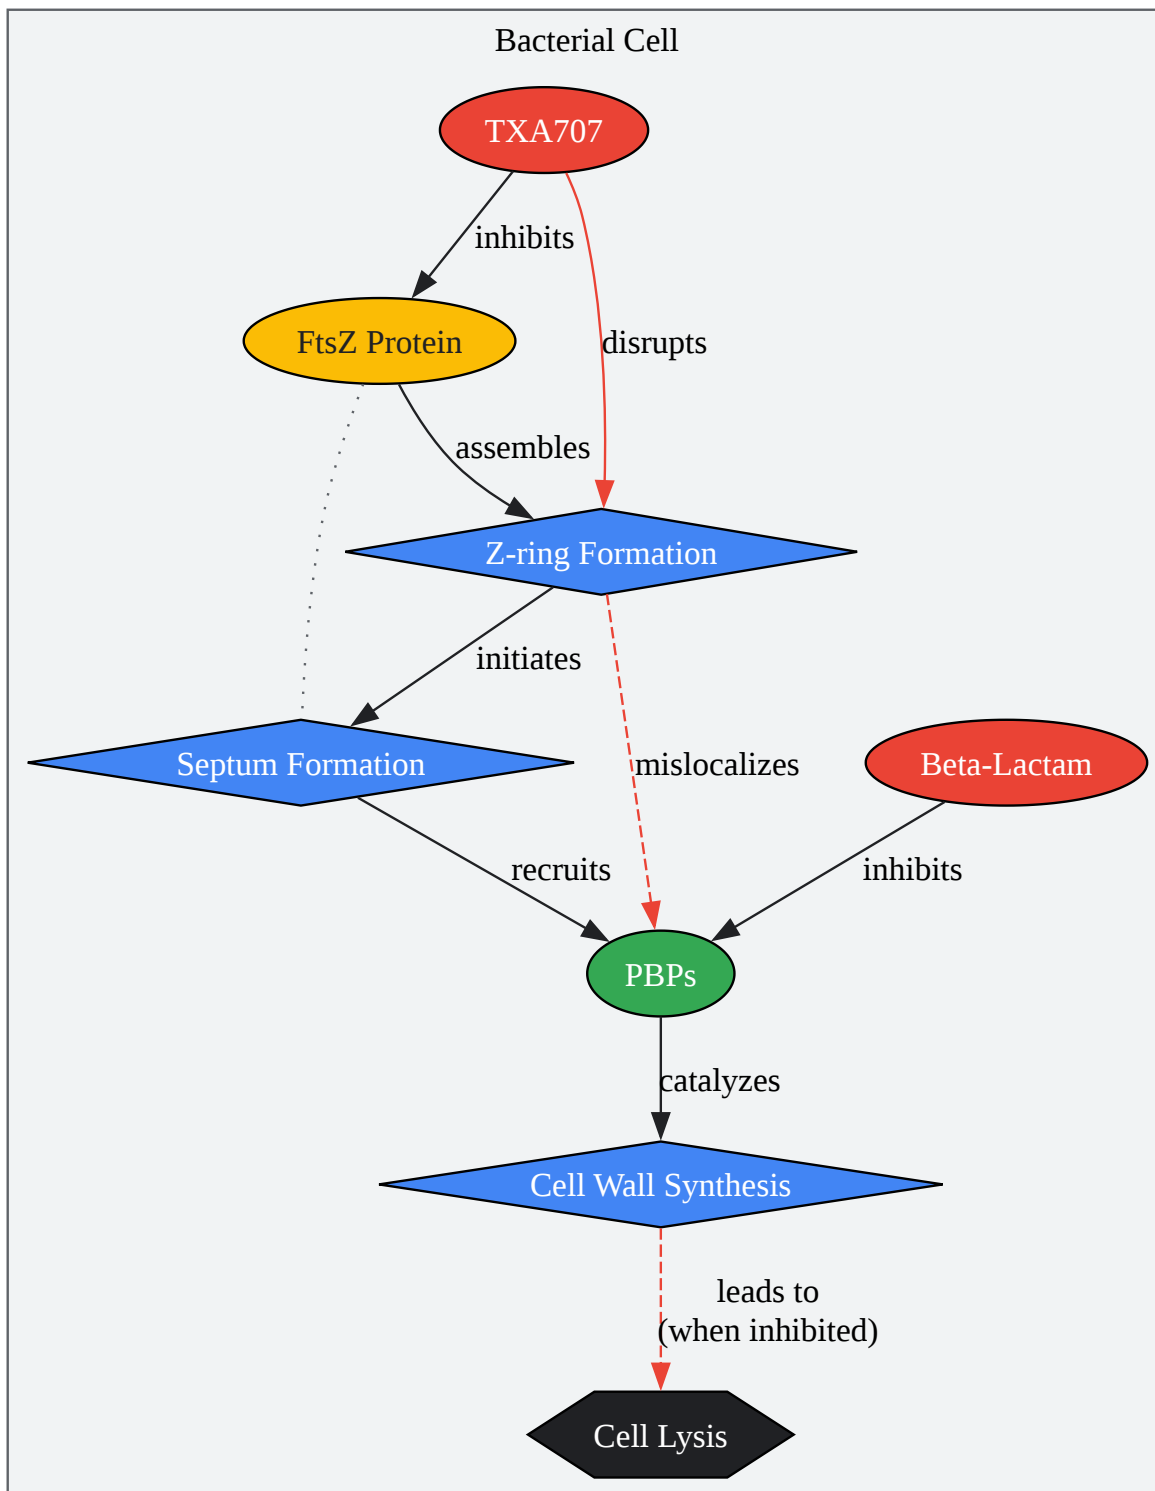 Bacterial Cell
TXA707
inhibits
FtsZ Protein
disrupts
assembles
Z-ring Formation
initiates
Septum Formation
mislocalizes
Beta-Lactam
recruits
inhibits
PBPs
catalyzes
Cell Wall Synthesis
leads to
(when inhibited)
Cell Lysis